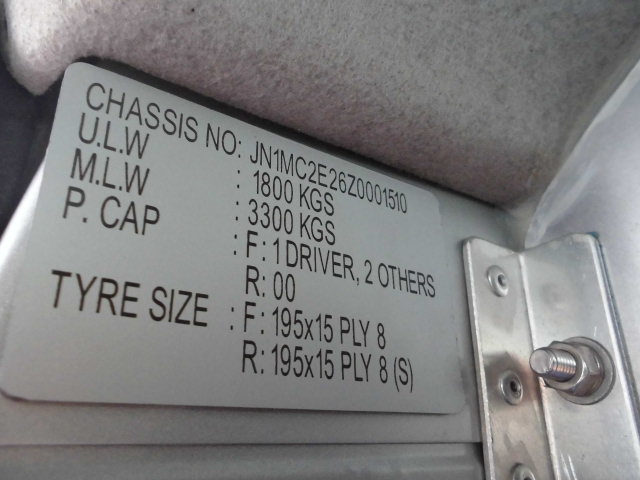 CHASSIS NO: JN1MC2E26Z0001510
U.L.W : 1800 KGS
M.L.W : 3300 KGS
P. CAP : F: 1 DRIVER, 2 OTHERS
R: 00
TYRE SIZE : F: 195x15 PLY 8
R: 195x15 PLY 8 (S)